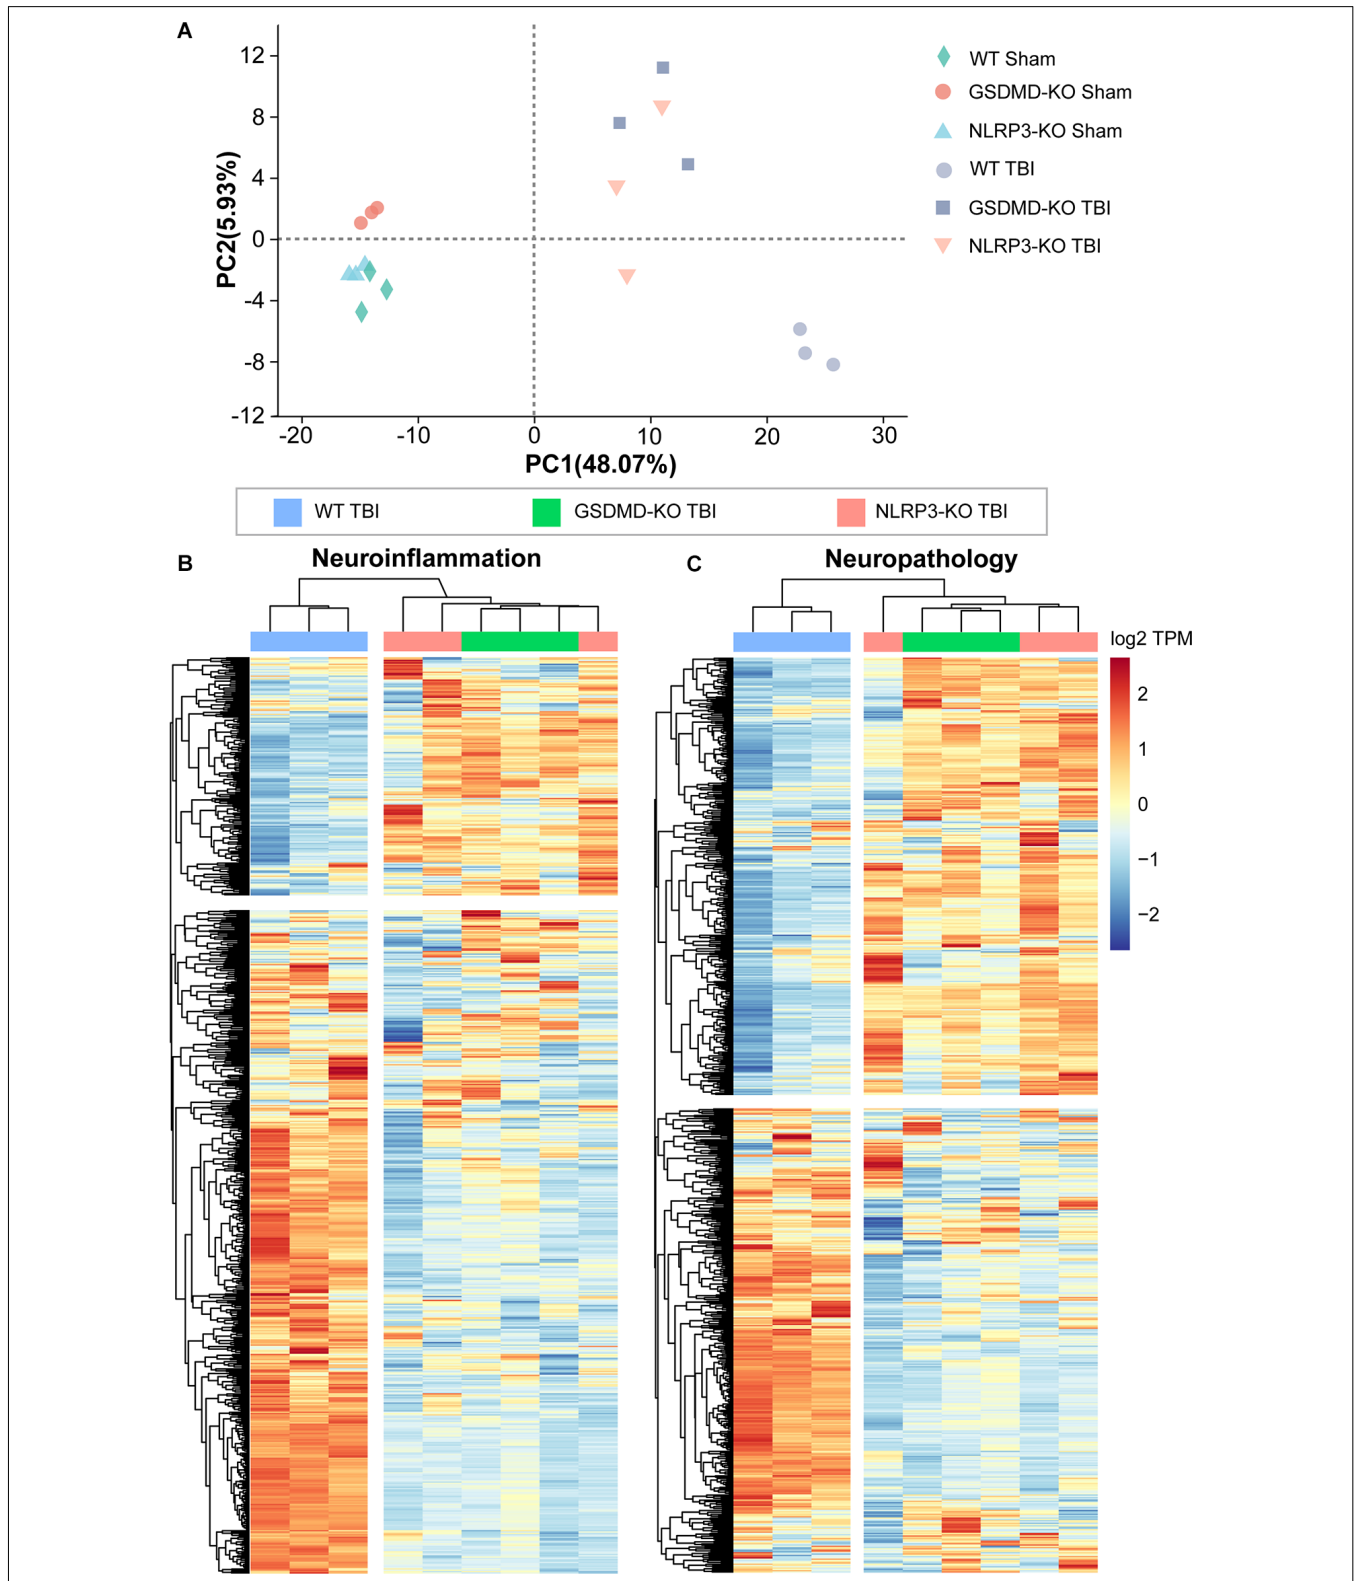 A
12
8
4
0
-4
-8
-12
PC2(5.93%)
-20 -10 0 10 20 30
PC1(48.07%)
WT Sham
GSDMD-KO Sham
NLRP3-KO Sham
WT TBI
GSDMD-KO TBI
NLRP3-KO TBI
WT TBI GSDMD-KO TBI NLRP3-KO TBI
B Neuroinflammation
C Neuropathology
log2 TPM
2
1
0
−1
−2